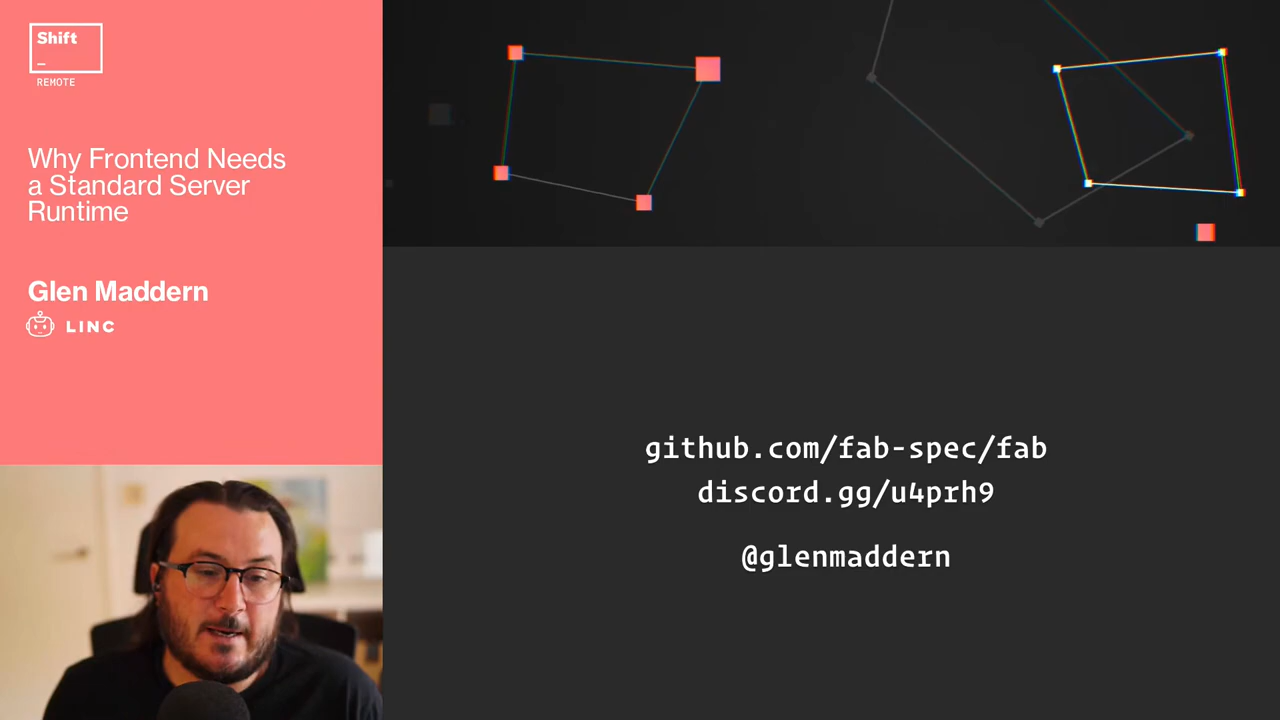 Shift
_
REMOTE
Why Frontend Needs
a Standard Server
Runtime
Glen Maddern
LINC
github.com/fab-spec/fab
discord.gg/u4prh9
@glenmaddern